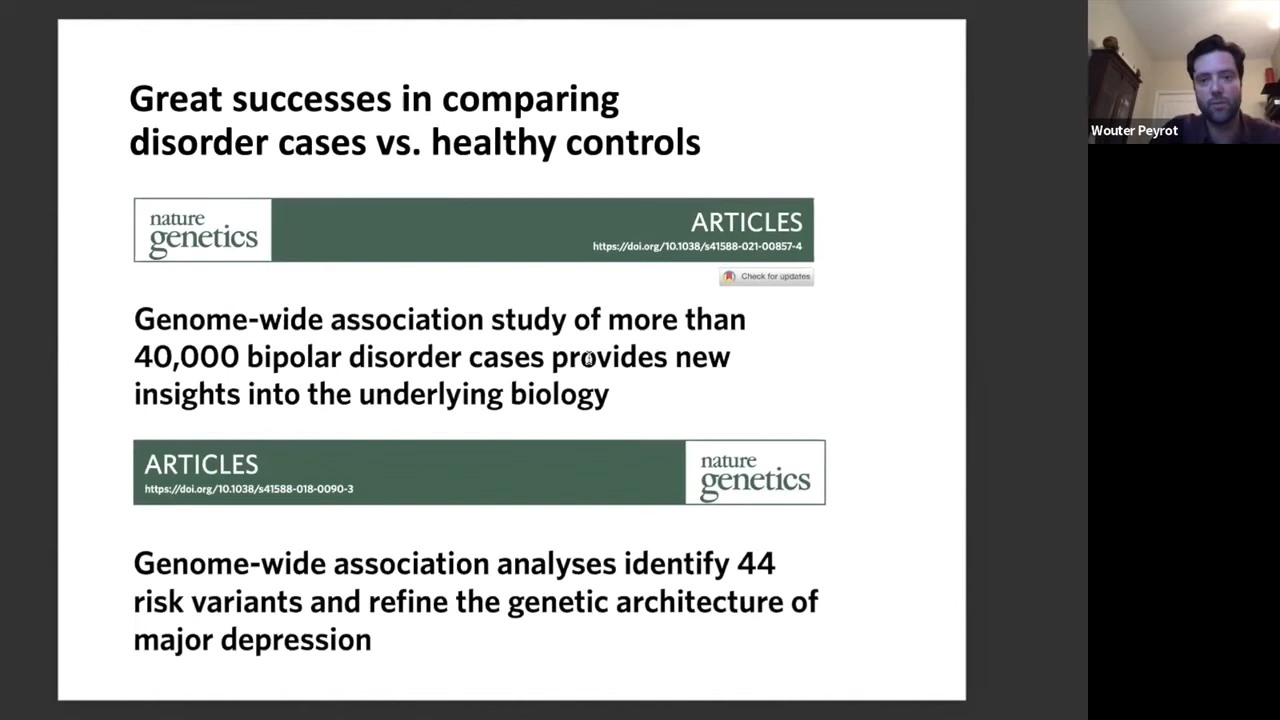 Great successes in comparing
disorder cases vs. healthy controls
nature
genetics
ARTICLES
https://doi.org/10.1038/s41588-021-00857-4
Check for updates
Genome-wide association study of more than
40,000 bipolar disorder cases provides new
insights into the underlying biology
ARTICLES
https://doi.org/10.1038/s41588-018-0090-3
nature
genetics
Genome-wide association analyses identify 44
risk variants and refine the genetic architecture of
major depression
Wouter Peyrot